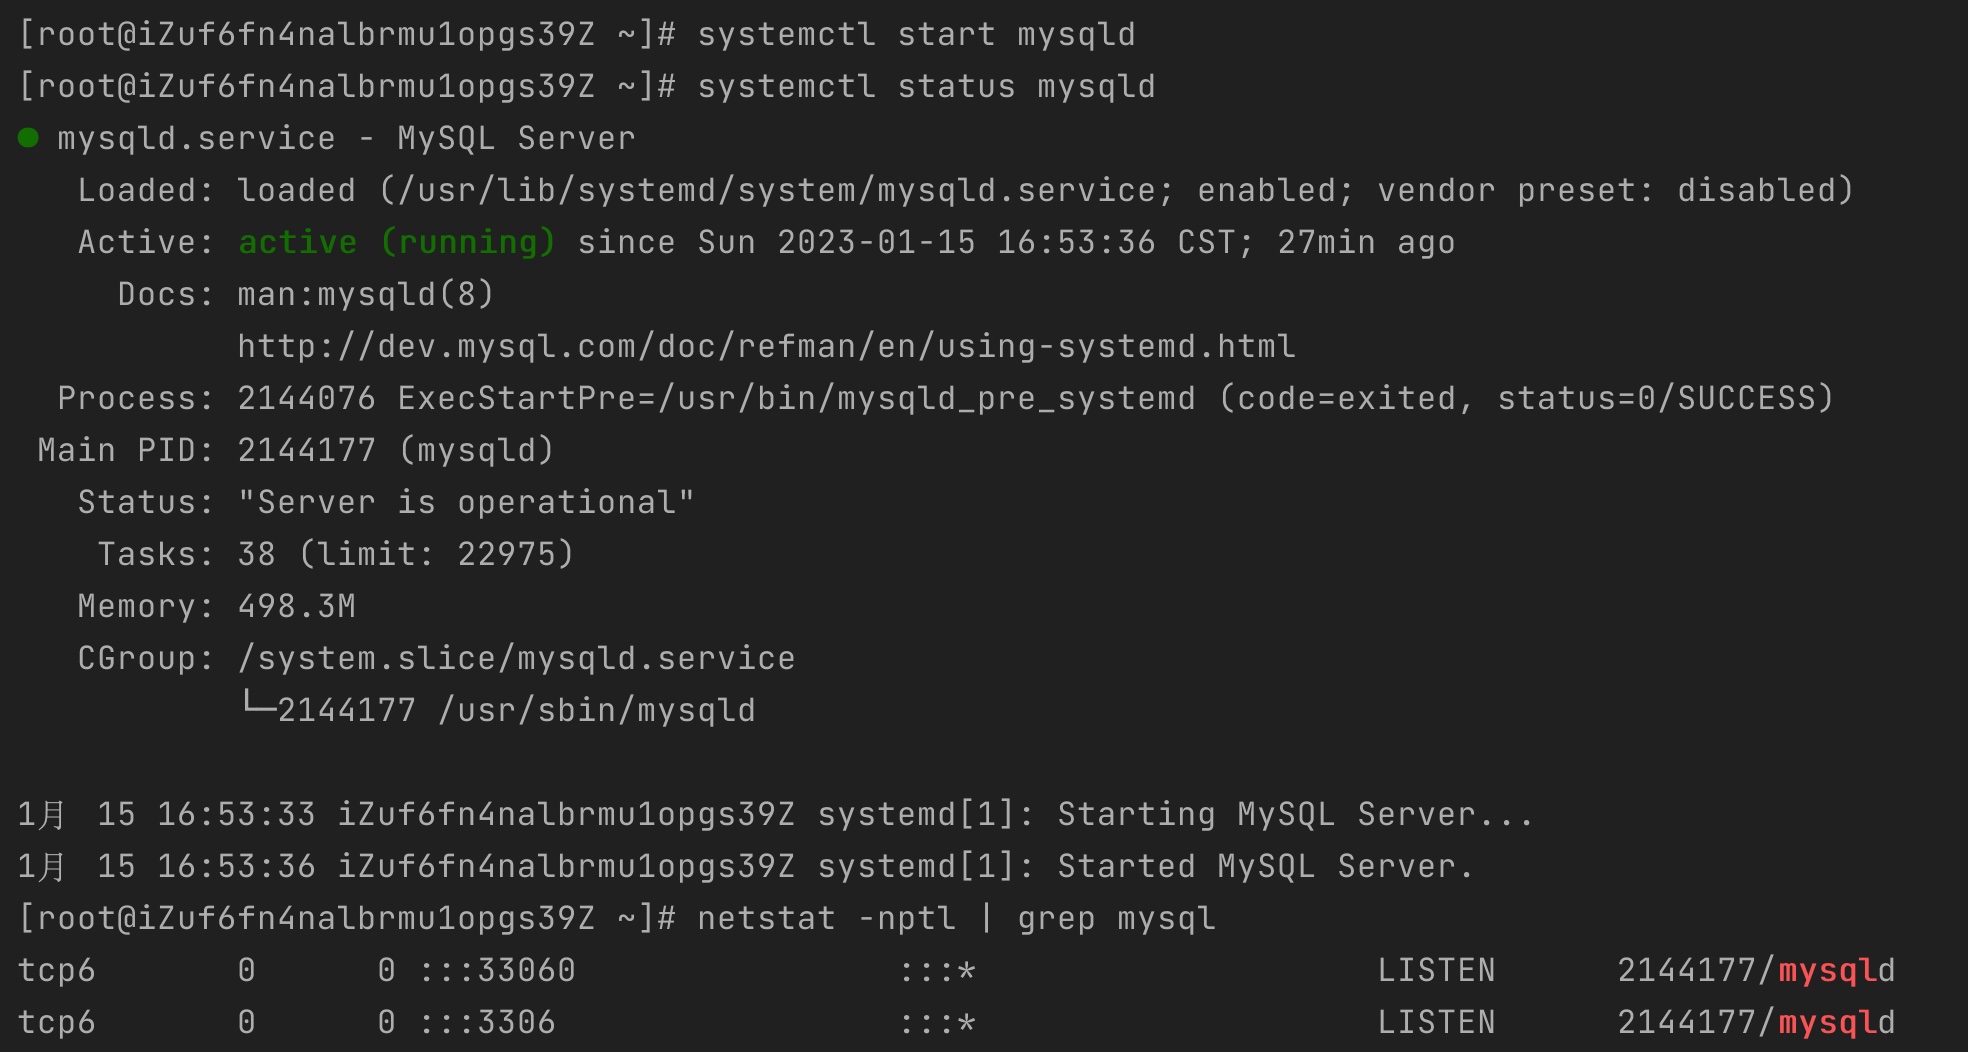 [root@iZuf6fn4nalbrmu1opgs39Z ~]# systemctl start mysqld
[root@iZuf6fn4nalbrmu1opgs39Z ~]# systemctl status mysqld
● mysqld.service - MySQL Server
   Loaded: loaded (/usr/lib/systemd/system/mysqld.service; enabled; vendor preset: disabled)
   Active: active (running) since Sun 2023-01-15 16:53:36 CST; 27min ago
     Docs: man:mysqld(8)
           http://dev.mysql.com/doc/refman/en/using-systemd.html
  Process: 2144076 ExecStartPre=/usr/bin/mysqld_pre_systemd (code=exited, status=0/SUCCESS)
 Main PID: 2144177 (mysqld)
   Status: "Server is operational"
    Tasks: 38 (limit: 22975)
   Memory: 498.3M
   CGroup: /system.slice/mysqld.service
           └─2144177 /usr/sbin/mysqld

1月  15 16:53:33 iZuf6fn4nalbrmu1opgs39Z systemd[1]: Starting MySQL Server...
1月  15 16:53:36 iZuf6fn4nalbrmu1opgs39Z systemd[1]: Started MySQL Server.
[root@iZuf6fn4nalbrmu1opgs39Z ~]# netstat -nptl | grep mysql
tcp6       0      0 :::33060                :::*                    LISTEN      2144177/mysqld
tcp6       0      0 :::3306                 :::*                    LISTEN      2144177/mysqld